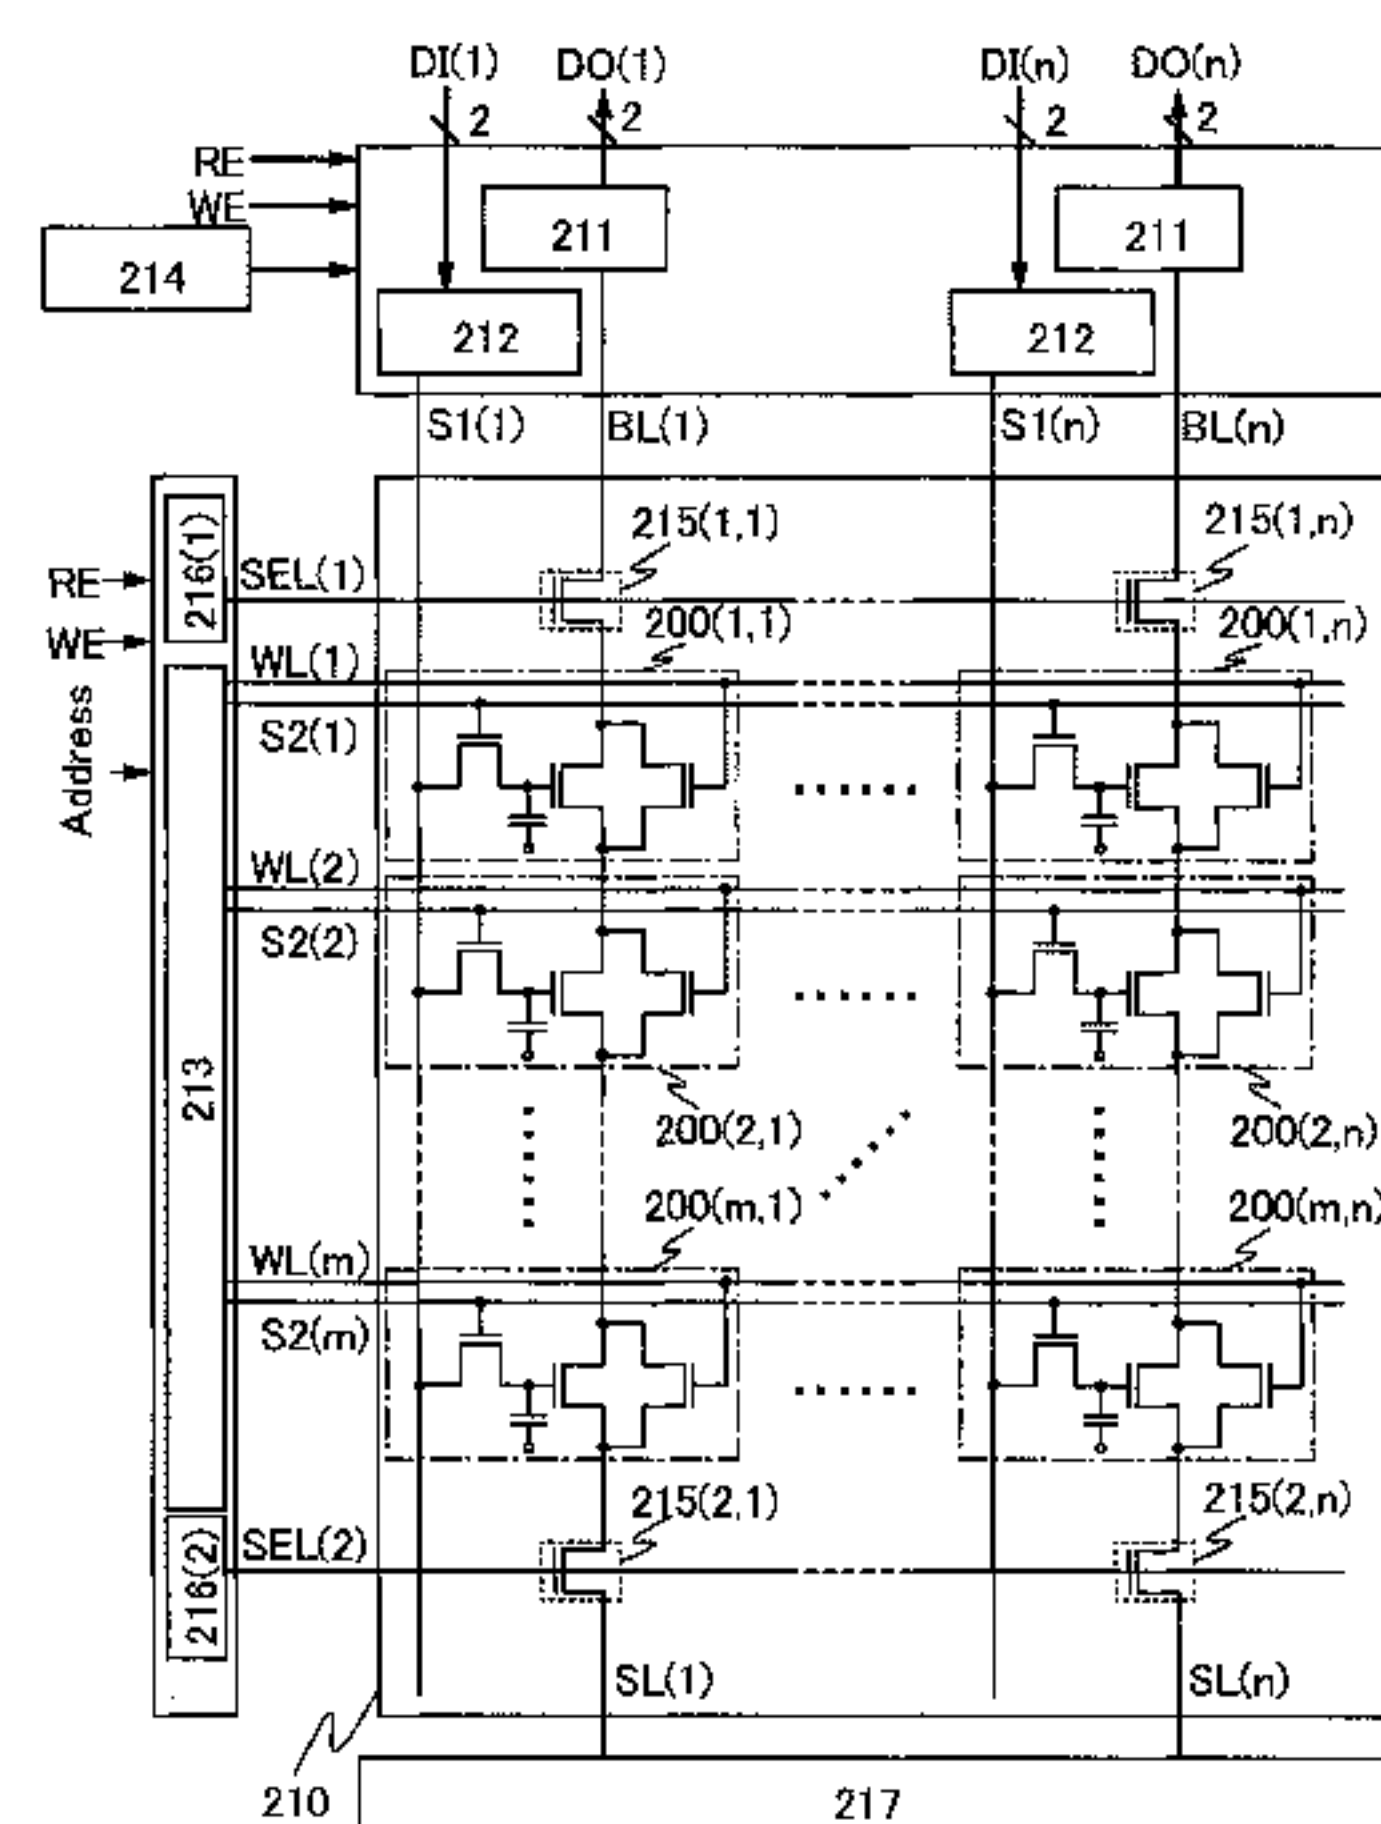 DI(1) DO(1) DI(n) DO(n)
2 2 2 2
RE
WE
211 211
214
212 212
S1(1) BL(1) S1(n) BL(n)
216(1)
215(1,1) 215(1,n)
RE SEL(1)
200(1,1) 200(1,n)
WE
WL(1)
Address
S2(1)
WL(2)
S2(2)
213
200(2,1) 200(2,n)
200(m,1) 200(m,n)
WL(m)
S2(m)
215(2,1) 215(2,n)
SEL(2)
216(2)
SL(1) SL(n)
210 217